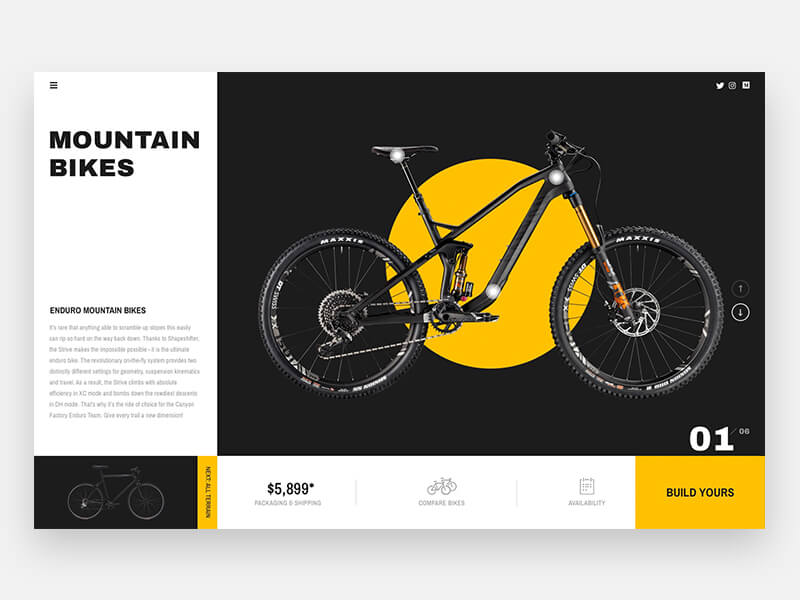 MOUNTAIN
BIKES
ENDURO MOUNTAIN BIKES
It's rare that anything able to scramble up slopes this easily
can rip so hard on the way back down. Thanks to Shapeshifter,
the Strive makes the impossible possible – it is the ultimate
enduro bike. The revolutionary on-the-fly system provides two
distinctly different settings for geometry, suspension kinematics
and travel. As a result, the Strive climbs with absolute
efficiency in XC mode and bombs down the rowdiest descents
in DH mode. That's why it's the ride of choice for the Canyon
Factory Enduro Team. Give every trail a new dimension!
MAXXIS
MAXXIS
DT SWISS
01 / 06
NEXT: ALL TERRAIN
$5,899*
PACKAGING & SHIPPING
COMPARE BIKES
AVAILABILITY
BUILD YOURS